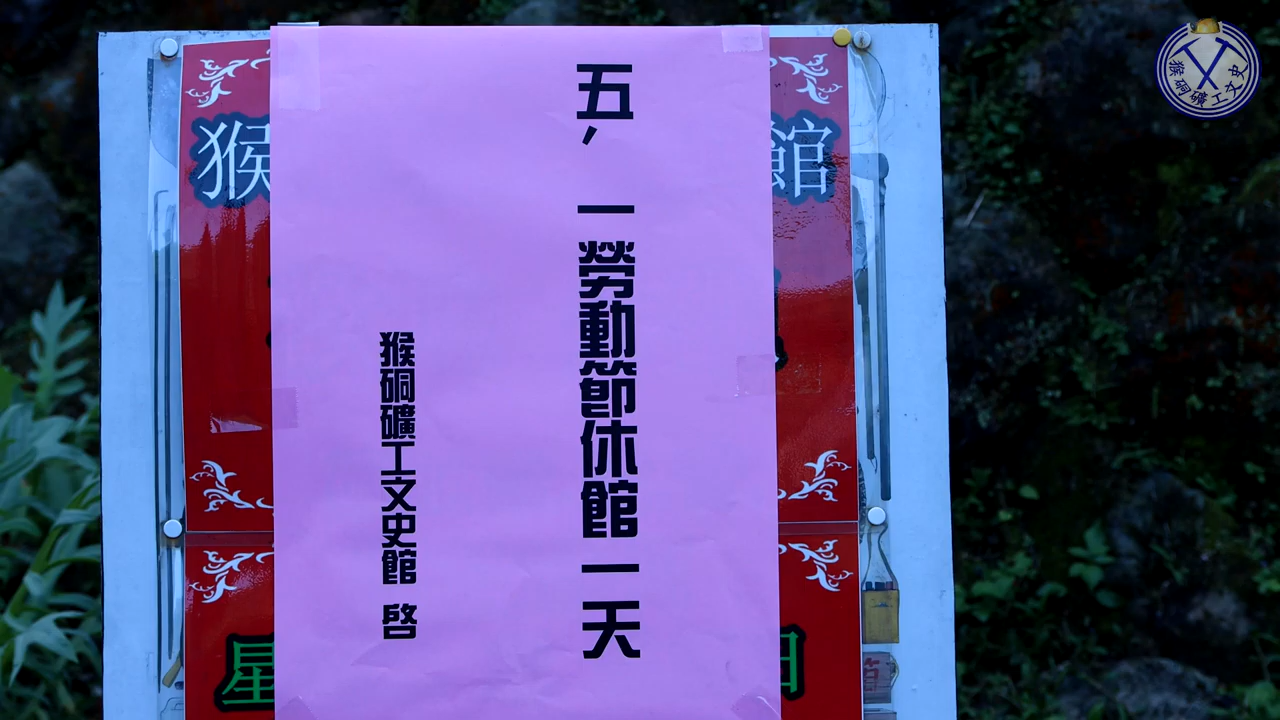 五，一勞動節休館一天
猴硐礦工文史館 啓
猴
館
星
日
猴硐礦工文史